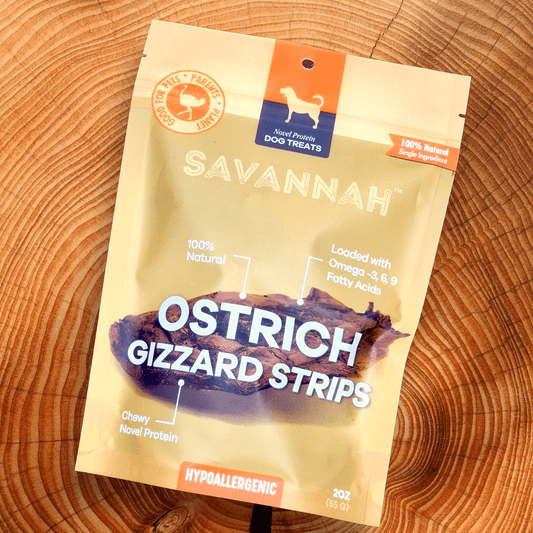 GOOD FOR PETS • PARENTS • PLANET
Novel Protein
DOG TREATS
100% Natural
Single Ingredient
SAVANNAH™
100%
Natural
Loaded with
Omega -3, 6, 9
Fatty Acids
OSTRICH
GIZZARD STRIPS
Chewy
Novel Protein
HYPOALLERGENIC
2OZ
(55 G)